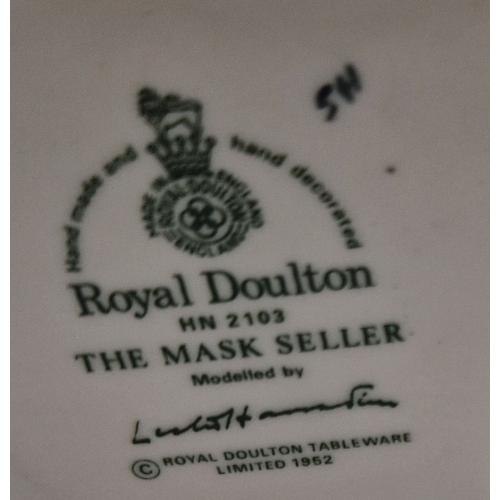 SH
Hand made and hand decorated
MADE IN ENGLAND
ROYAL DOULTON
ENGLAND
Royal Doulton
HN 2103
THE MASK SELLER
Modelled by
© ROYAL DOULTON TABLEWARE
LIMITED 1952